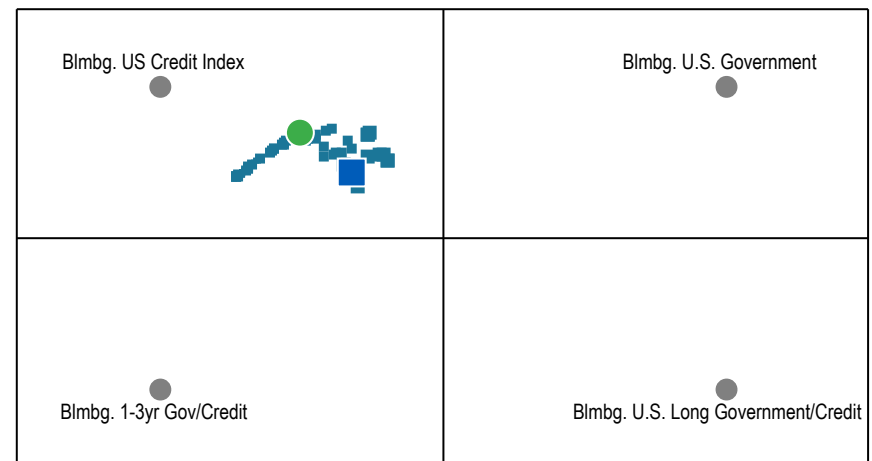 Blmbg. US Credit Index
Blmbg. U.S. Government
Blmbg. 1-3yr Gov/Credit
Blmbg. U.S. Long Government/Credit